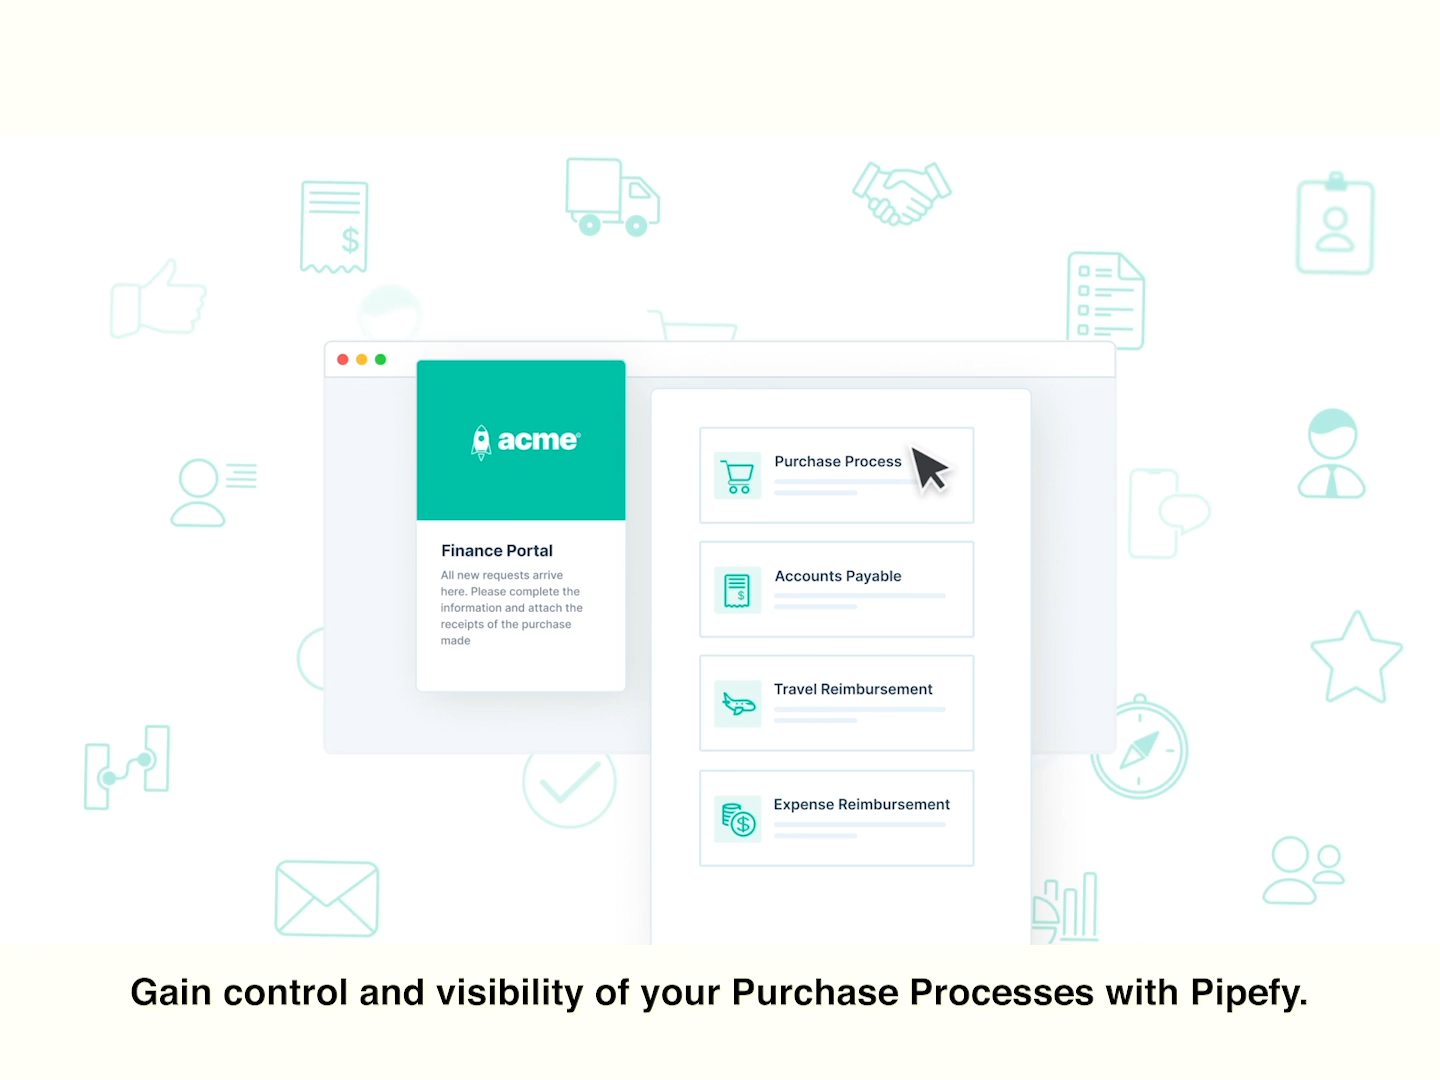 acme
Finance Portal
All new requests arrive
here. Please complete the
information and attach the
receipts of the purchase
made
Purchase Process
Accounts Payable
Travel Reimbursement
Expense Reimbursement
Gain control and visibility of your Purchase Processes with Pipefy.